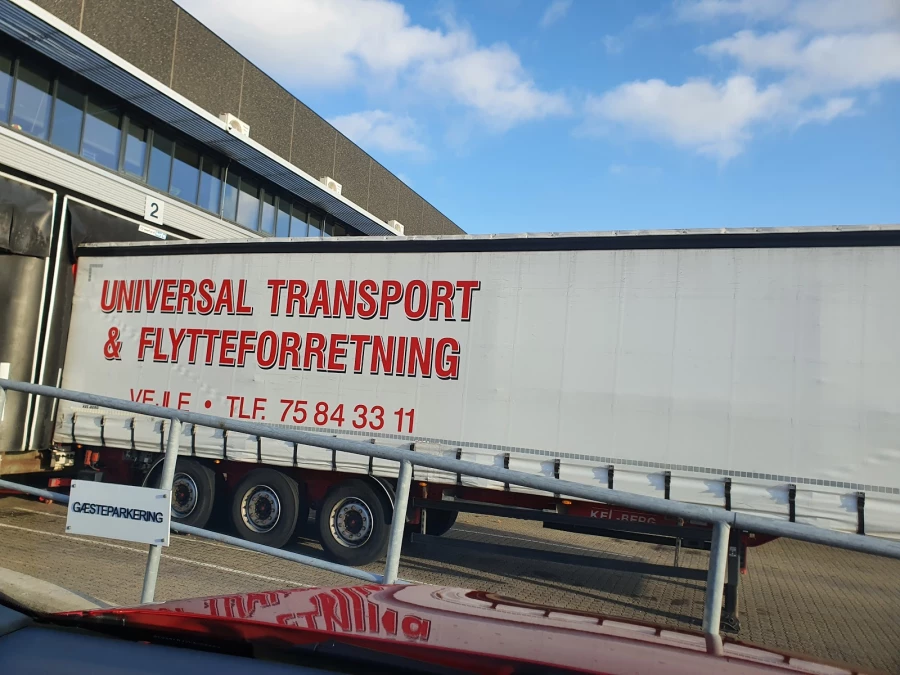 2
UNIVERSAL TRANSPORT
& FLYTTEFORRETNING
VEJLE • TLF. 75 84 33 11
GÆSTEPARKERING
KEL-BERG